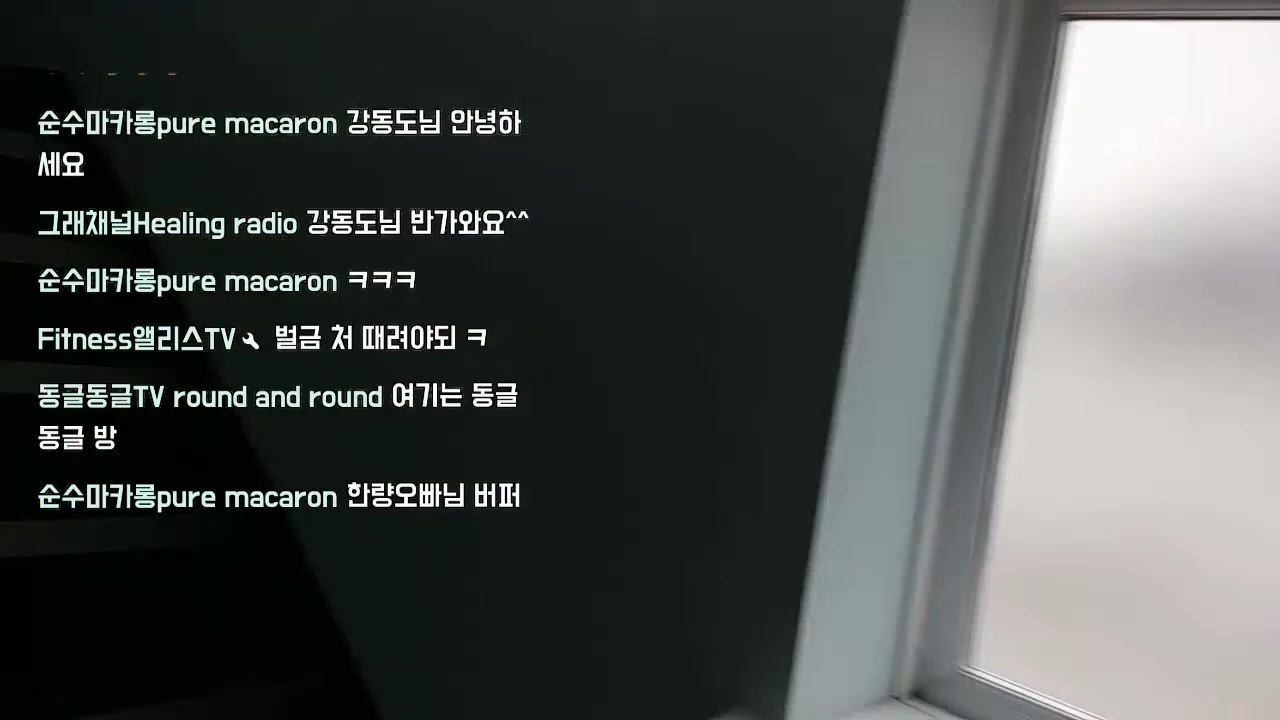 순수마카롱pure macaron 강동도님 안녕하
세요
그래채널Healing radio 강동도님 반가와요^^
순수마카롱pure macaron ㅋㅋㅋ
Fitness앨리스TV 벌금 처 때려야되 ㅋ
동글동글TV round and round 여기는 동글
동글 방
순수마카롱pure macaron 한량오빠님 버퍼